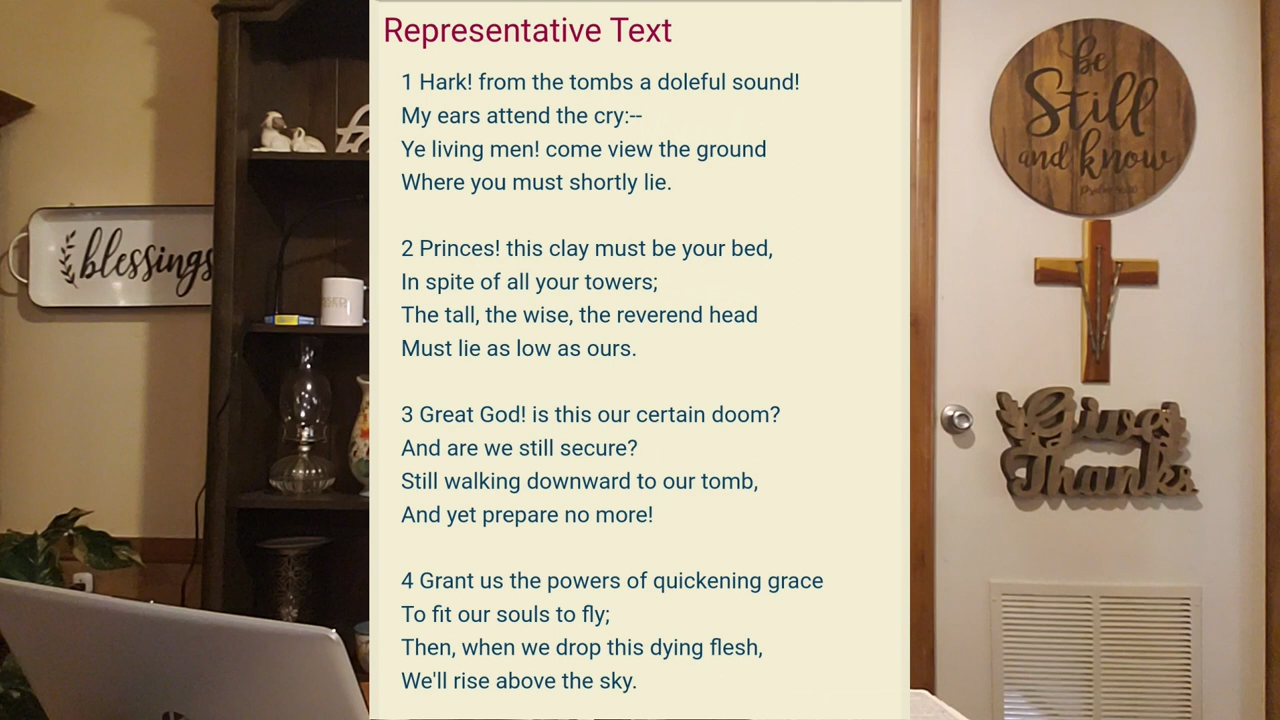 blessings
Representative Text
1 Hark! from the tombs a doleful sound!
My ears attend the cry:--
Ye living men! come view the ground
Where you must shortly lie.
2 Princes! this clay must be your bed,
In spite of all your towers;
The tall, the wise, the reverend head
Must lie as low as ours.
3 Great God! is this our certain doom?
And are we still secure?
Still walking downward to our tomb,
And yet prepare no more!
4 Grant us the powers of quickening grace
To fit our souls to fly;
Then, when we drop this dying flesh,
We'll rise above the sky.
be
Still
and know
Give
Thanks